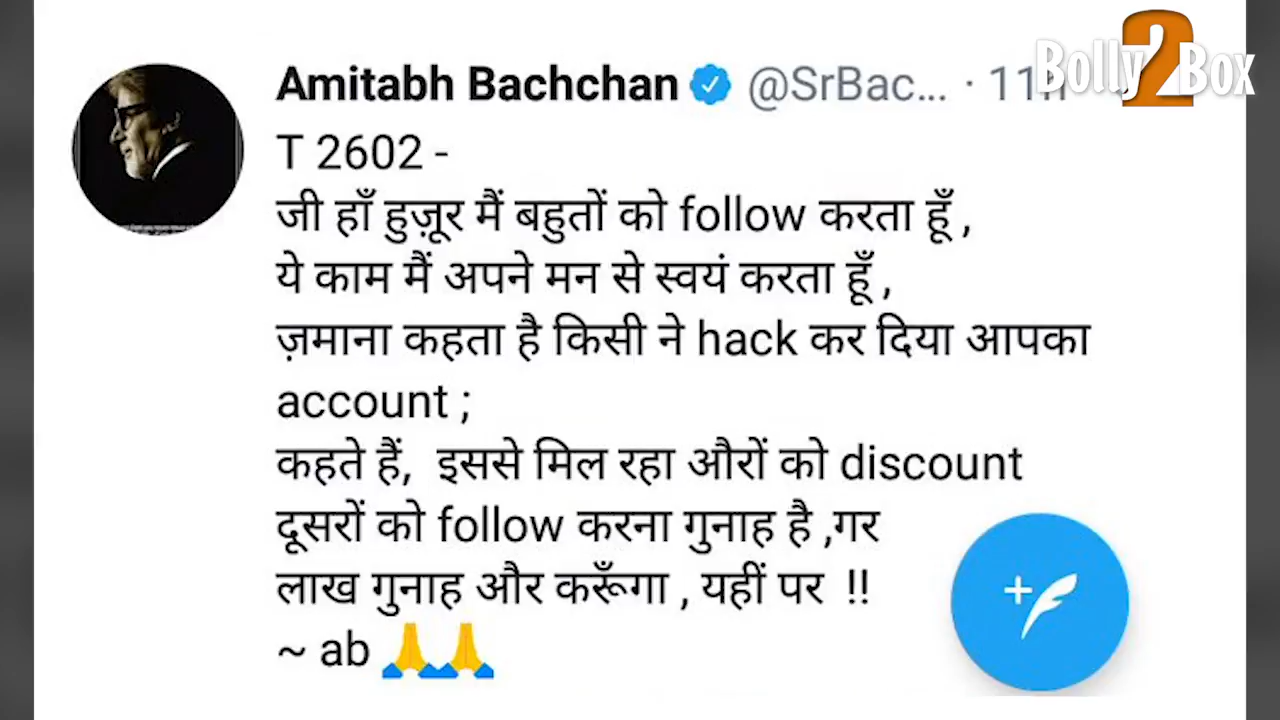 Bolly2Box
Amitabh Bachchan @SrBac... · 11h
T 2602 -
जी हाँ हुज़ूर मैं बहुतों को follow करता हूँ ,
ये काम मैं अपने मन से स्वयं करता हूँ ,
ज़माना कहता है किसी ने hack कर दिया आपका
account ;
कहते हैं, इससे मिल रहा औरों को discount
दूसरों को follow करना गुनाह है ,गर
लाख गुनाह और करूँगा , यहीं पर !!
~ ab 🙏🙏